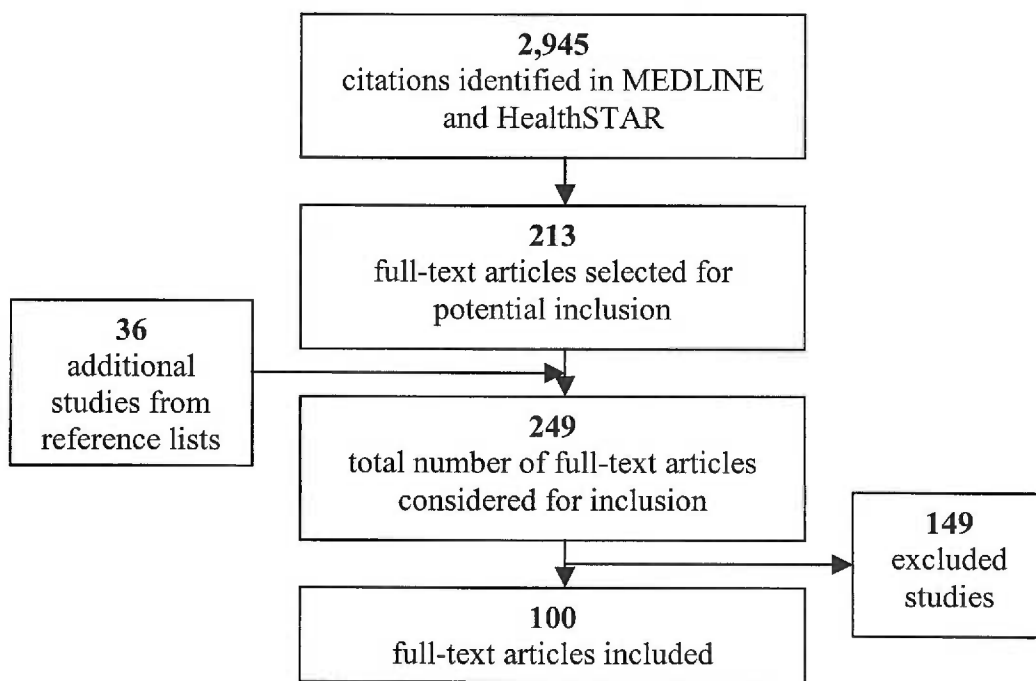 2,945
citations identified in MEDLINE
and HealthSTAR
213
full-text articles selected for
potential inclusion
36
additional
studies from
reference lists
249
total number of full-text articles
considered for inclusion
149
excluded
studies
100
full-text articles included